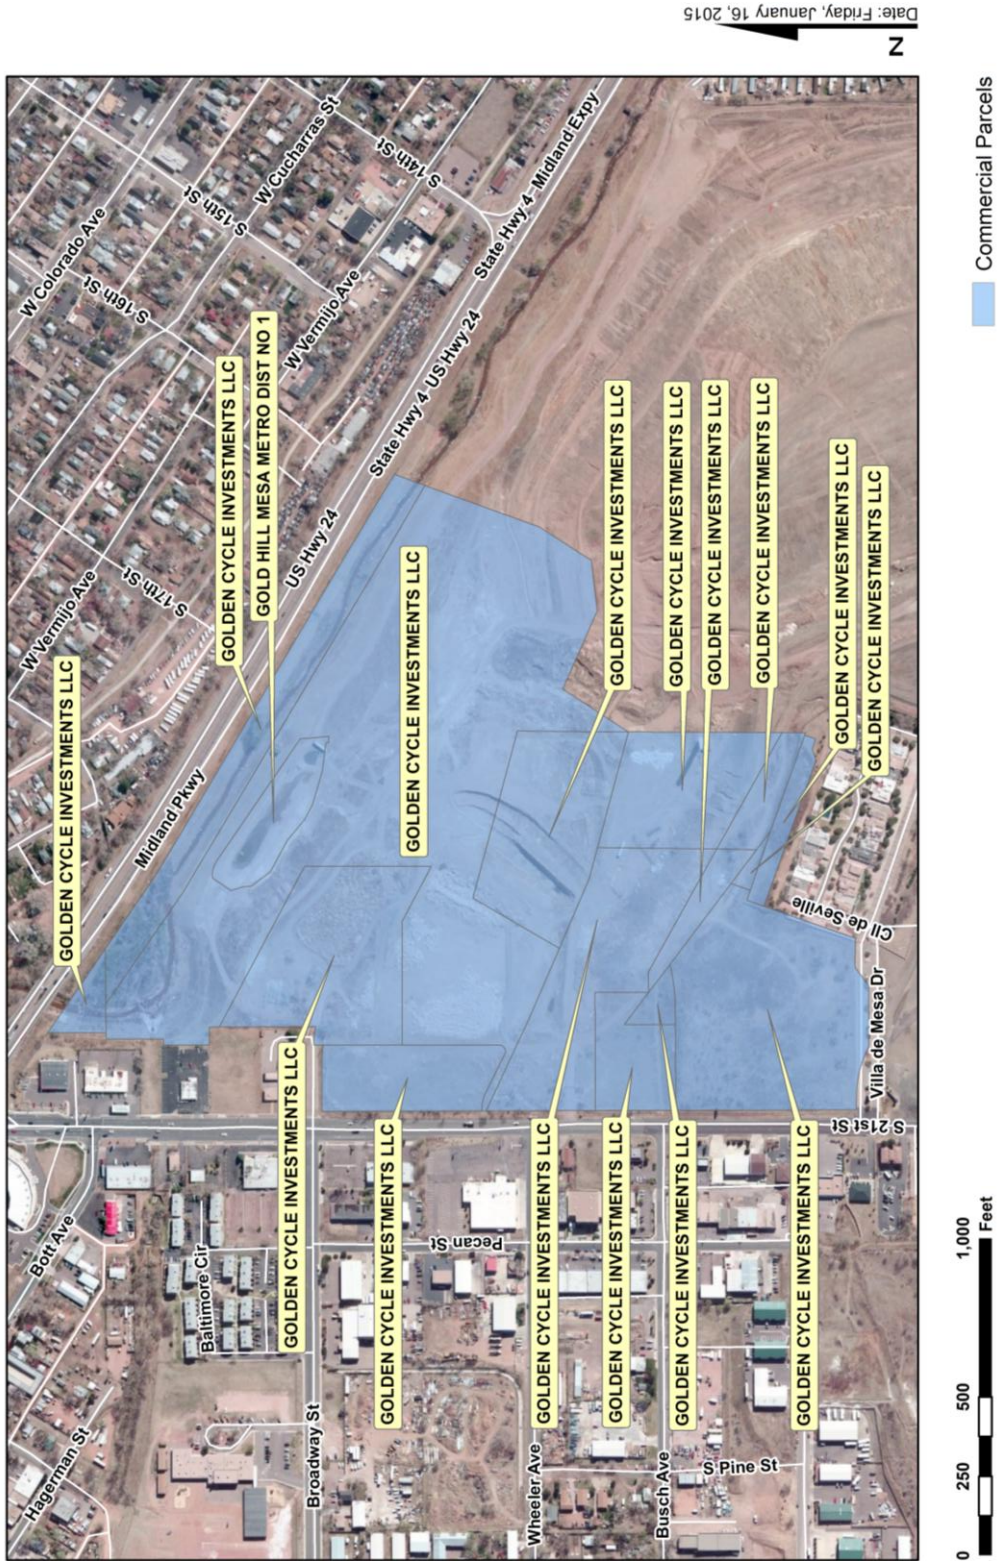 Date: Friday, January 16, 2015
N
Commercial Parcels
W Colorado Ave
S 16th St
S 15th St
W Cucharras St
S 14th St
W Vermijo Ave
State Hwy 4- Midland Expy
State Hwy 4- US Hwy 24
US Hwy 24
W Vermijo Ave
S 17th St
Midland Pkwy
GOLDEN CYCLE INVESTMENTS LLC
GOLDEN CYCLE INVESTMENTS LLC
GOLD HILL MESA METRO DIST NO 1
GOLDEN CYCLE INVESTMENTS LLC
GOLDEN CYCLE INVESTMENTS LLC
GOLDEN CYCLE INVESTMENTS LLC
GOLDEN CYCLE INVESTMENTS LLC
GOLDEN CYCLE INVESTMENTS LLC
GOLDEN CYCLE INVESTMENTS LLC
GOLDEN CYCLE INVESTMENTS LLC
GOLDEN CYCLE INVESTMENTS LLC
GOLDEN CYCLE INVESTMENTS LLC
GOLDEN CYCLE INVESTMENTS LLC
GOLDEN CYCLE INVESTMENTS LLC
GOLDEN CYCLE INVESTMENTS LLC
GOLDEN CYCLE INVESTMENTS LLC
Cll de Seville
Villa de Mesa Dr
S 21st St
Bott Ave
Baltimore Cir
Hagerman St
Broadway St
Pecan St
Wheeler Ave
Busch Ave
S Pine St
0 250 500 1,000
Feet